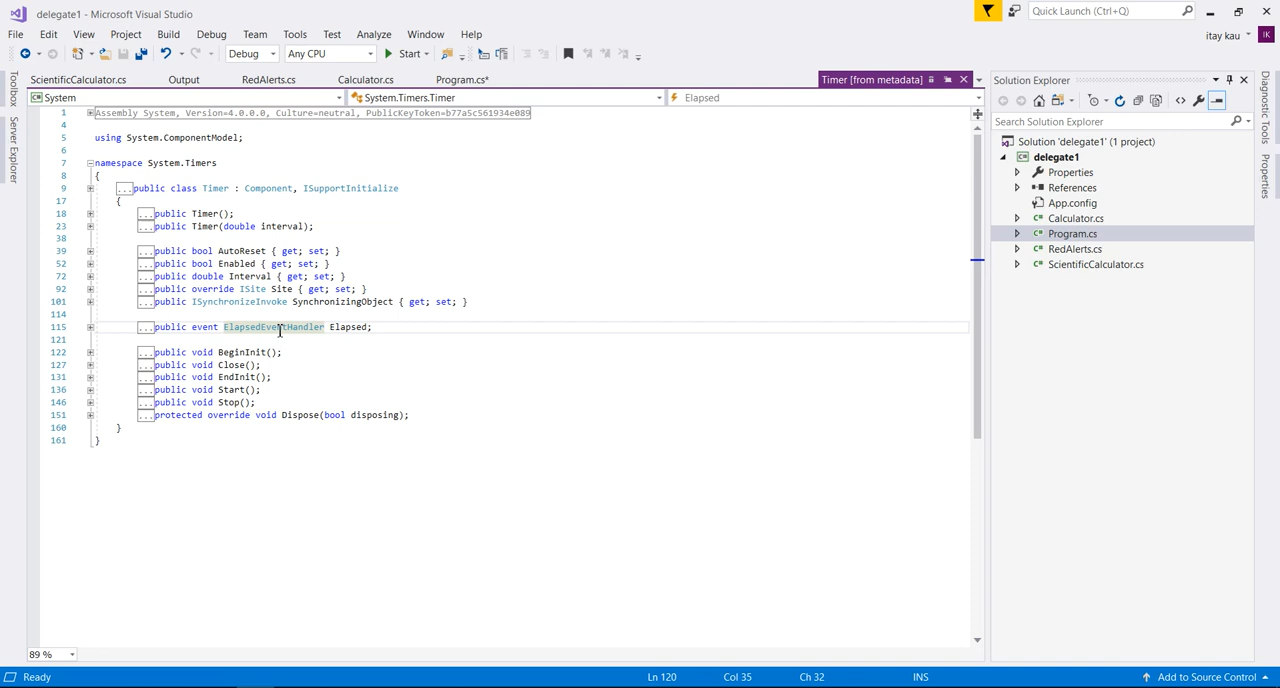 delegate1 - Microsoft Visual Studio
Quick Launch (Ctrl+Q)
File Edit View Project Build Debug Team Tools Test Analyze Window Help
itay kau IK
Debug Any CPU Start
ScientificCalculator.cs Output RedAlerts.cs Calculator.cs Program.cs* Timer [from metadata]
System System.Timers.Timer Elapsed
Toolbox
Server Explorer
1 Assembly System, Version=4.0.0.0, Culture=neutral, PublicKeyToken=b77a5c561934e089
4
5 using System.ComponentModel;
6
7 namespace System.Timers
8 {
9 ...public class Timer : Component, ISupportInitialize
17 {
18 ...public Timer();
23 ...public Timer(double interval);
38
39 ...public bool AutoReset { get; set; }
52 ...public bool Enabled { get; set; }
72 ...public double Interval { get; set; }
92 ...public override ISite Site { get; set; }
101 ...public ISynchronizeInvoke SynchronizingObject { get; set; }
114
115 ...public event ElapsedEventHandler Elapsed;
121
122 ...public void BeginInit();
127 ...public void Close();
131 ...public void EndInit();
136 ...public void Start();
146 ...public void Stop();
151 ...protected override void Dispose(bool disposing);
160 }
161 }
89 %
Solution Explorer
Search Solution Explorer
Solution 'delegate1' (1 project)
delegate1
Properties
References
App.config
Calculator.cs
Program.cs
RedAlerts.cs
ScientificCalculator.cs
Diagnostic Tools
Properties
Ready Ln 120 Col 35 Ch 32 INS Add to Source Control